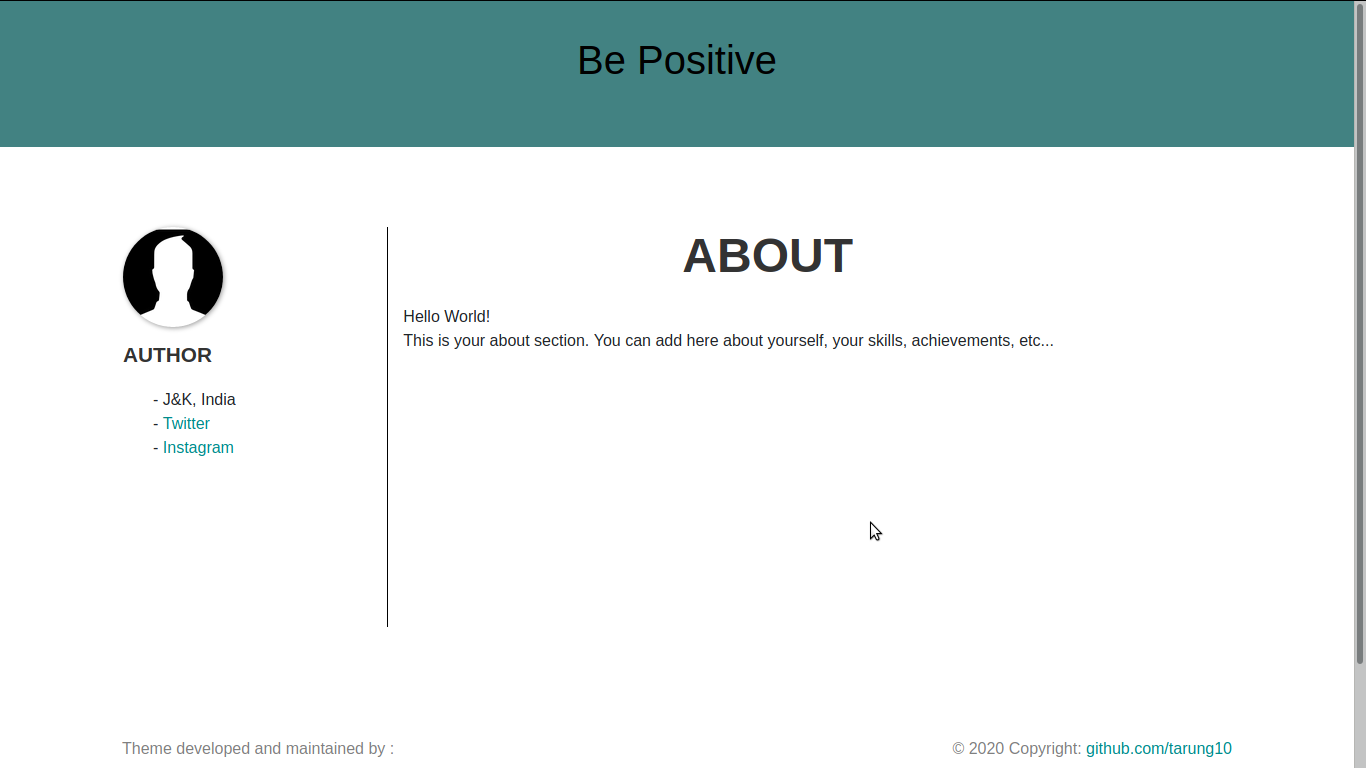 Be Positive
AUTHOR
- J&K, India
- Twitter
- Instagram
ABOUT
Hello World!
This is your about section. You can add here about yourself, your skills, achievements, etc...
Theme developed and maintained by :
© 2020 Copyright: github.com/tarung10